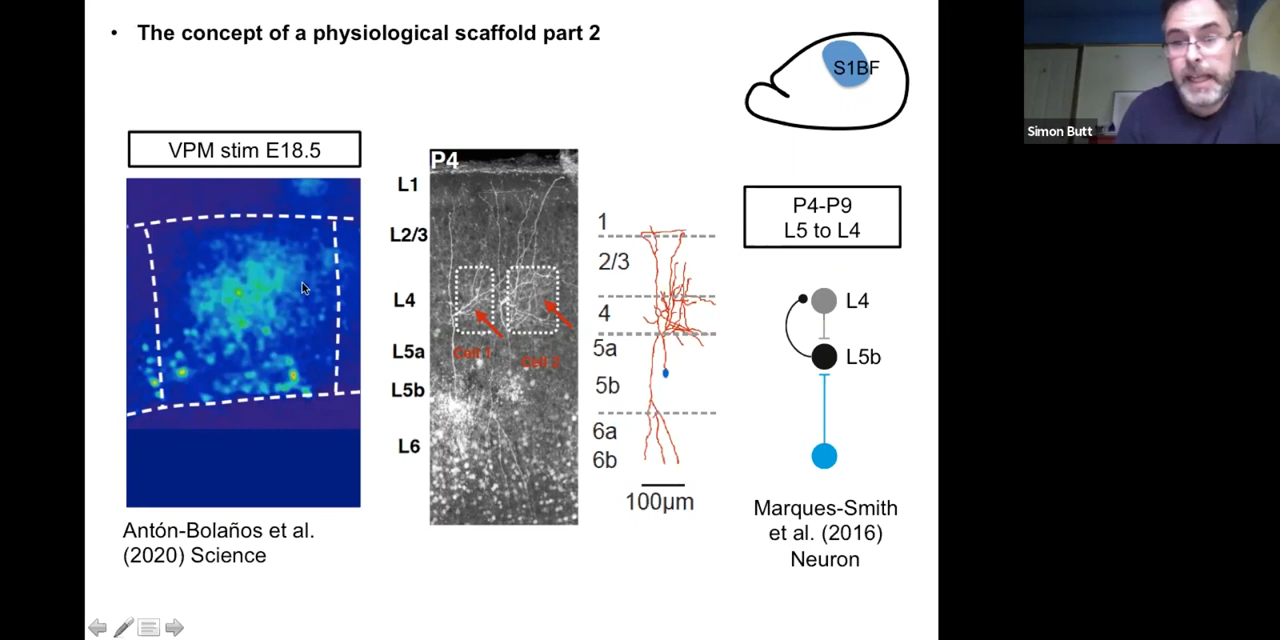 • The concept of a physiological scaffold part 2
S1BF
Simon Butt
VPM stim E18.5
P4
L1
L2/3
L4
L5a
L5b
L6
Cell 1
Cell 2
1
2/3
4
5a
5b
6a
6b
100µm
P4-P9
L5 to L4
L4
L5b
Antón-Bolaños et al.
(2020) Science
Marques-Smith
et al. (2016)
Neuron